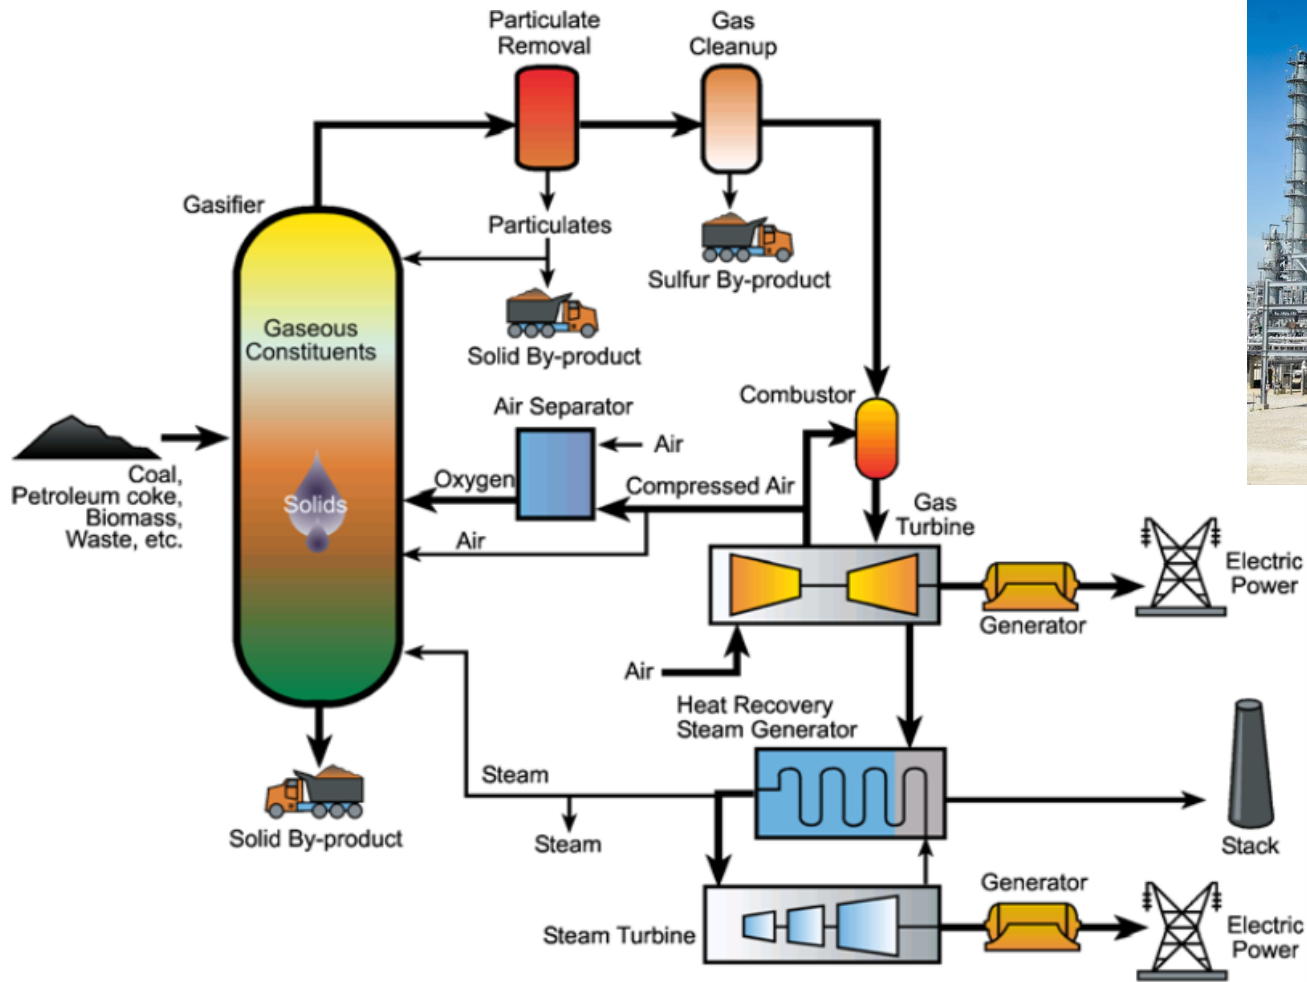 Particulate
Removal
Gas
Cleanup
Gasifier
Particulates
Sulfur By-product
Solid By-product
Gaseous
Constituents
Combustor
Air Separator
Air
Coal,
Petroleum coke,
Biomass,
Waste, etc.
Solids
Oxygen
Compressed Air
Gas
Turbine
Air
Electric
Power
Generator
Air
Heat Recovery
Steam Generator
Steam
Solid By-product
Steam
Stack
Generator
Steam Turbine
Electric
Power